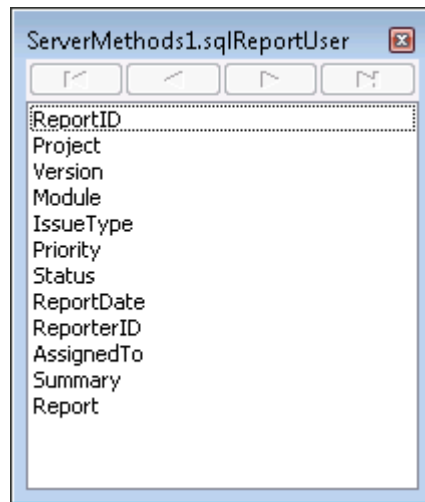 ServerMethods1.sqlReportUser
ReportID
Project
Version
Module
IssueType
Priority
Status
ReportDate
ReporterID
AssignedTo
Summary
Report